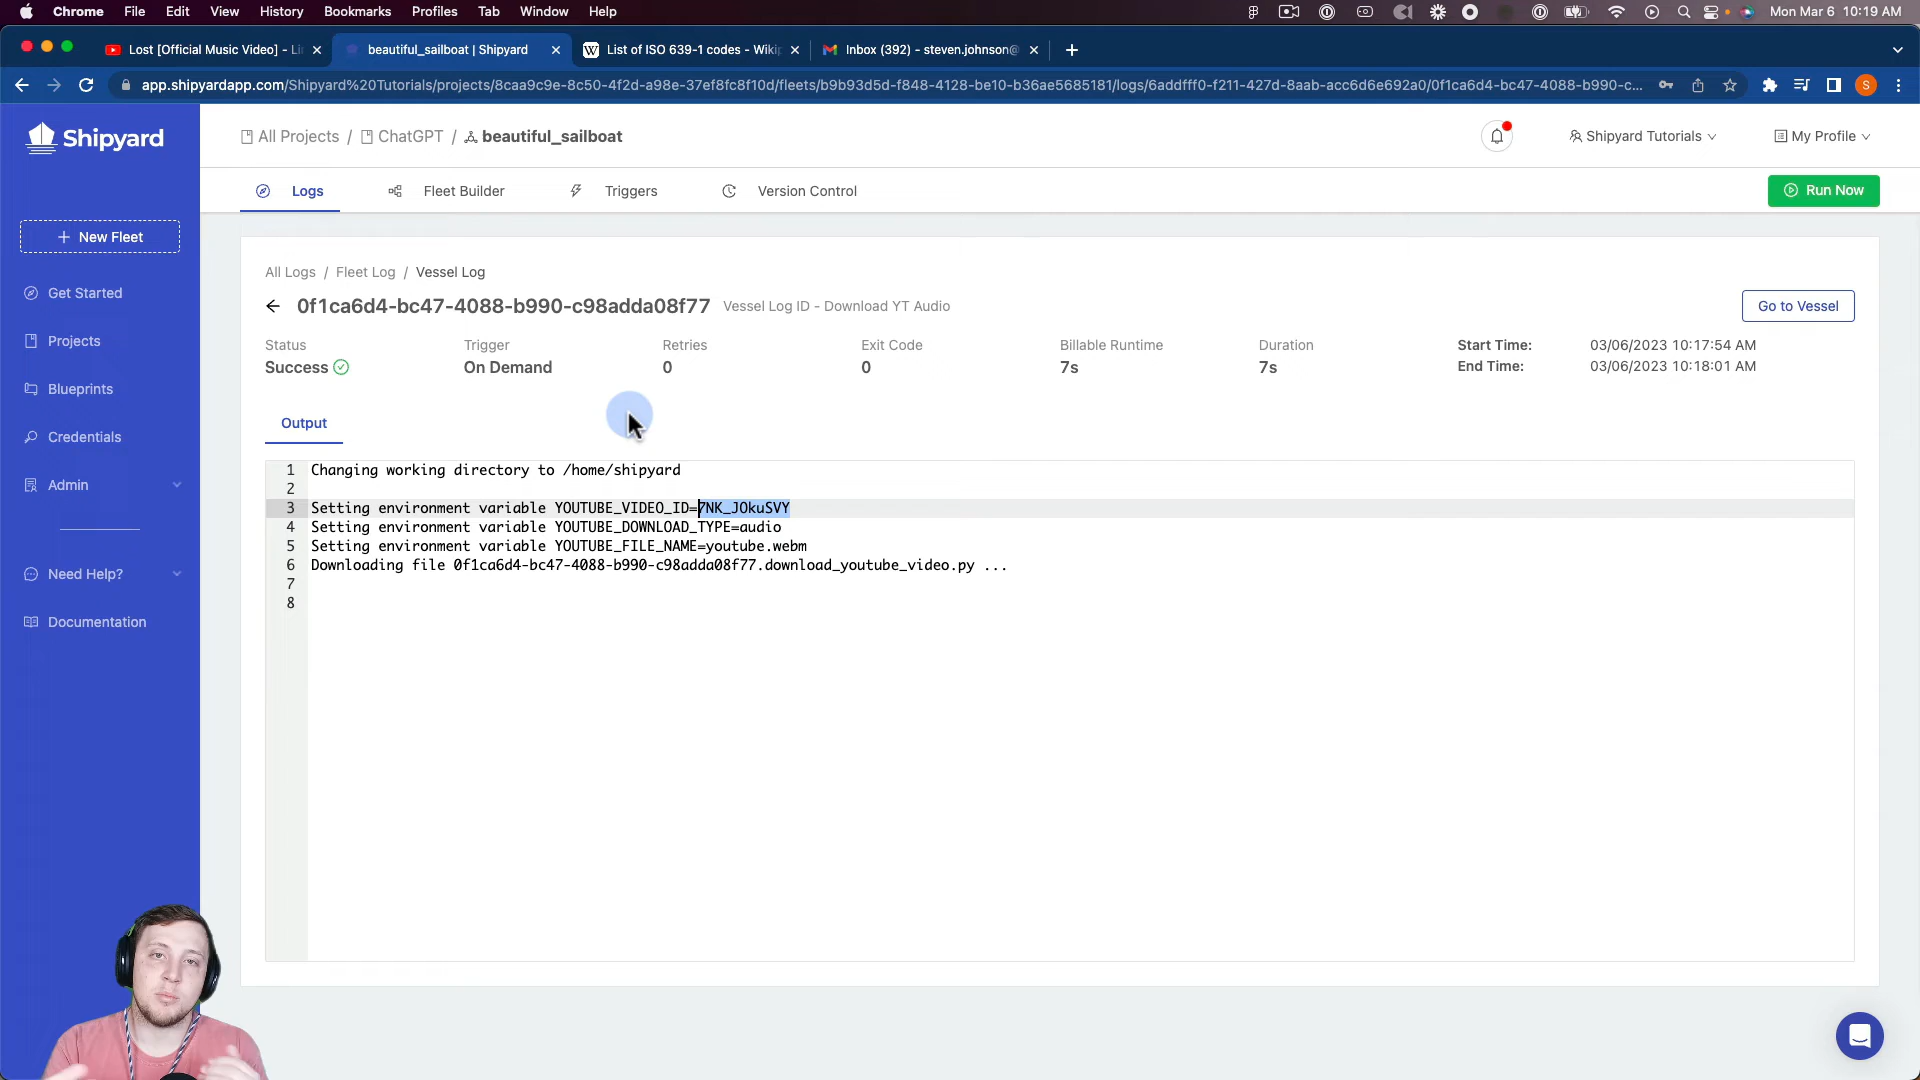 Chrome File Edit View History Bookmarks Profiles Tab Window Help Mon Mar 6 10:19 AM
Lost [Official Music Video] - Li beautiful_sailboat | Shipyard List of ISO 639-1 codes - Wiki Inbox (392) - steven.johnson@
app.shipyardapp.com/Shipyard%20Tutorials/projects/8caa9c9e-8c50-4f2d-a98e-37ef8fc8f10d/fleets/b9b93d5d-f848-4128-be10-b36ae5685181/logs/6addfff0-f211-427d-8aab-acc6d6e692a0/0f1ca6d4-bc47-4088-b990-c... S
Shipyard
All Projects / ChatGPT / beautiful_sailboat
Shipyard Tutorials
My Profile
Logs Fleet Builder Triggers Version Control
Run Now
+ New Fleet
Get Started
Projects
Blueprints
Credentials
Admin
Need Help?
Documentation
All Logs / Fleet Log / Vessel Log
0f1ca6d4-bc47-4088-b990-c98adda08f77 Vessel Log ID - Download YT Audio
Go to Vessel
Status Trigger Retries Exit Code Billable Runtime Duration Start Time: 03/06/2023 10:17:54 AM
Success On Demand 0 0 7s 7s End Time: 03/06/2023 10:18:01 AM
Output
1 Changing working directory to /home/shipyard
2
3 Setting environment variable YOUTUBE_VIDEO_ID=7NK_JOkuSVY
4 Setting environment variable YOUTUBE_DOWNLOAD_TYPE=audio
5 Setting environment variable YOUTUBE_FILE_NAME=youtube.webm
6 Downloading file 0f1ca6d4-bc47-4088-b990-c98adda08f77.download_youtube_video.py ...
7
8